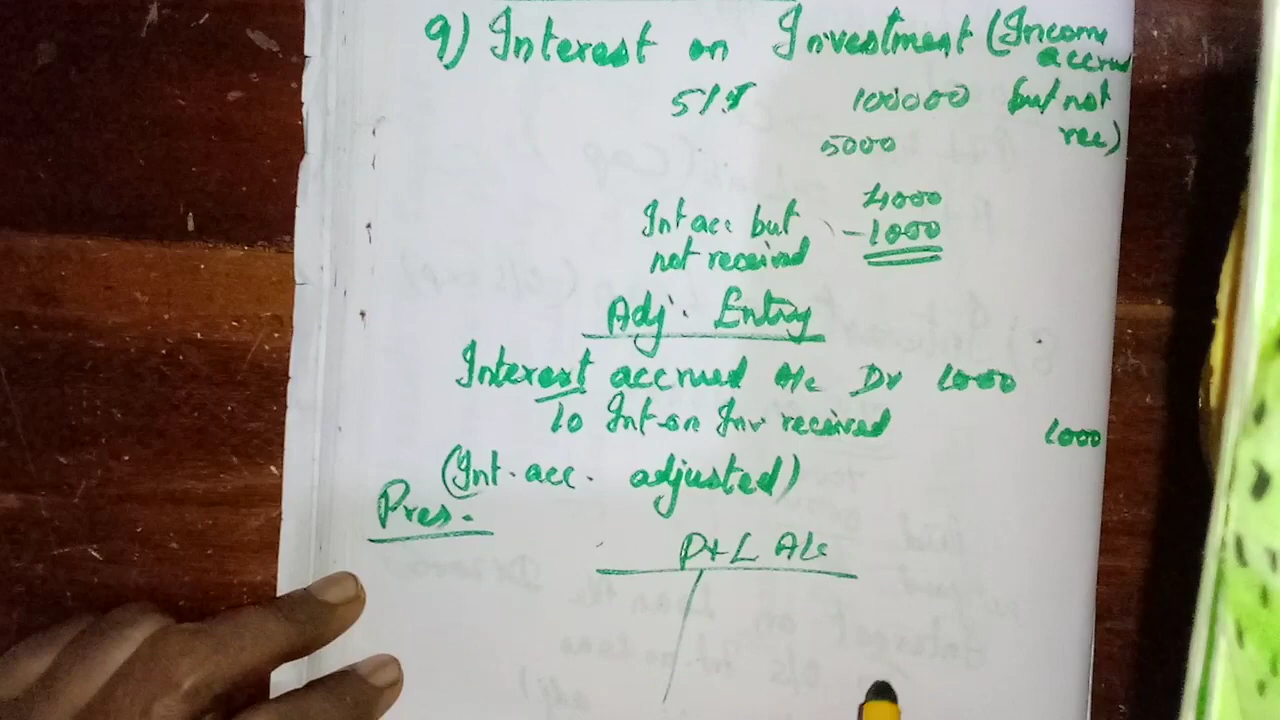 9) Interest on Investment (Income
accrud
5% 100000 but not
5000 rec)
4000
Int acc but - 1000
not received
Adj. Entry
Interest accrued A/c Dr 1000
To Int on Inv received 1000
(Int. acc. adjusted)
Pres.
P+L A/c